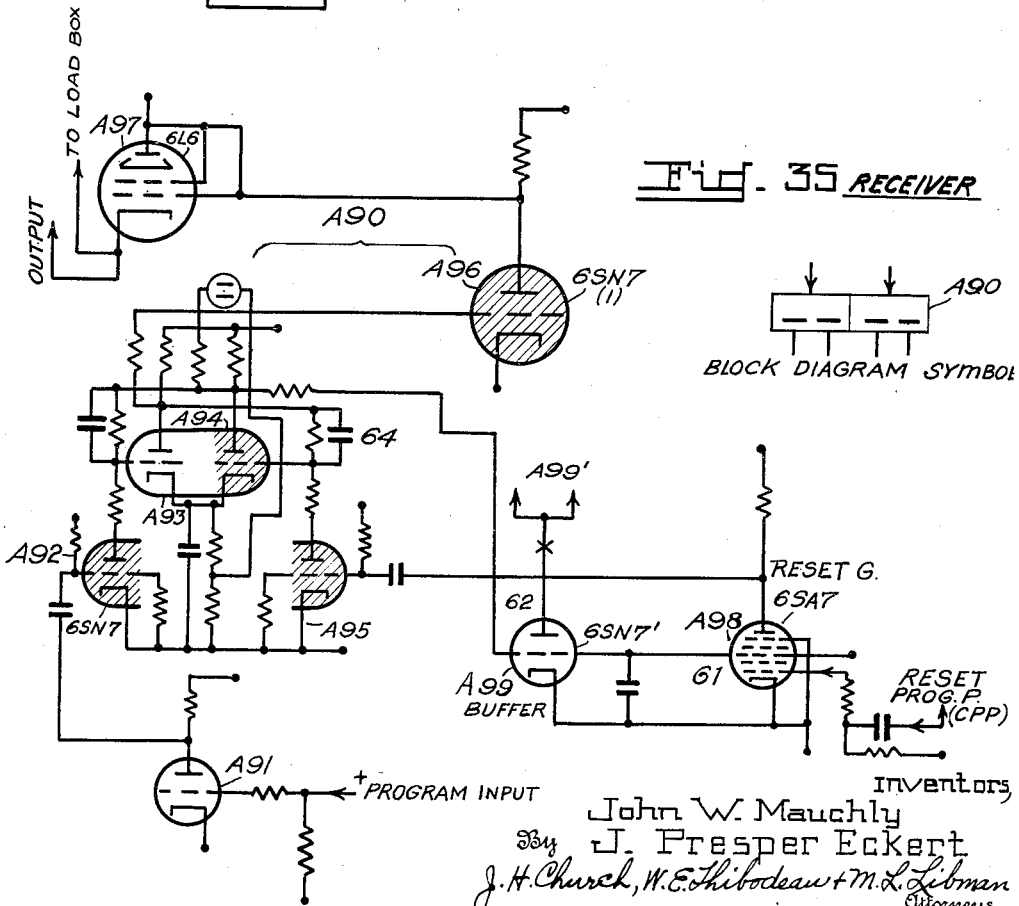 TO LOAD BOX
OUTPUT
A97
6L6
A90
A96
6SN7
(1)
Fig. 35 RECEIVER
A90
BLOCK DIAGRAM SYMBOL
A94
64
A93
A92
6SN7
A95
A99'
62
6SN7'
A99
BUFFER
RESET G.
6SA7
A98
61
RESET
PROG. P.
(CPP)
A91
+ PROGRAM INPUT
Inventors,
John W. Mauchly
By J. Presper Eckert
J. H. Church, W. E. Thibodeau + M. L. Libman
Attorneys